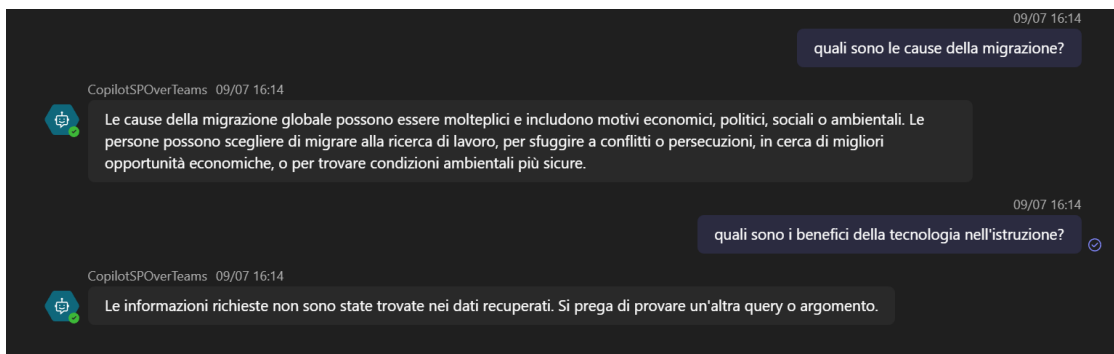 09/07 16:14
quali sono le cause della migrazione?
CopilotSPOverTeams 09/07 16:14
Le cause della migrazione globale possono essere molteplici e includono motivi economici, politici, sociali o ambientali. Le
persone possono scegliere di migrare alla ricerca di lavoro, per sfuggire a conflitti o persecuzioni, in cerca di migliori
opportunità economiche, o per trovare condizioni ambientali più sicure.
09/07 16:14
quali sono i benefici della tecnologia nell'istruzione?
CopilotSPOverTeams 09/07 16:14
Le informazioni richieste non sono state trovate nei dati recuperati. Si prega di provare un'altra query o argomento.